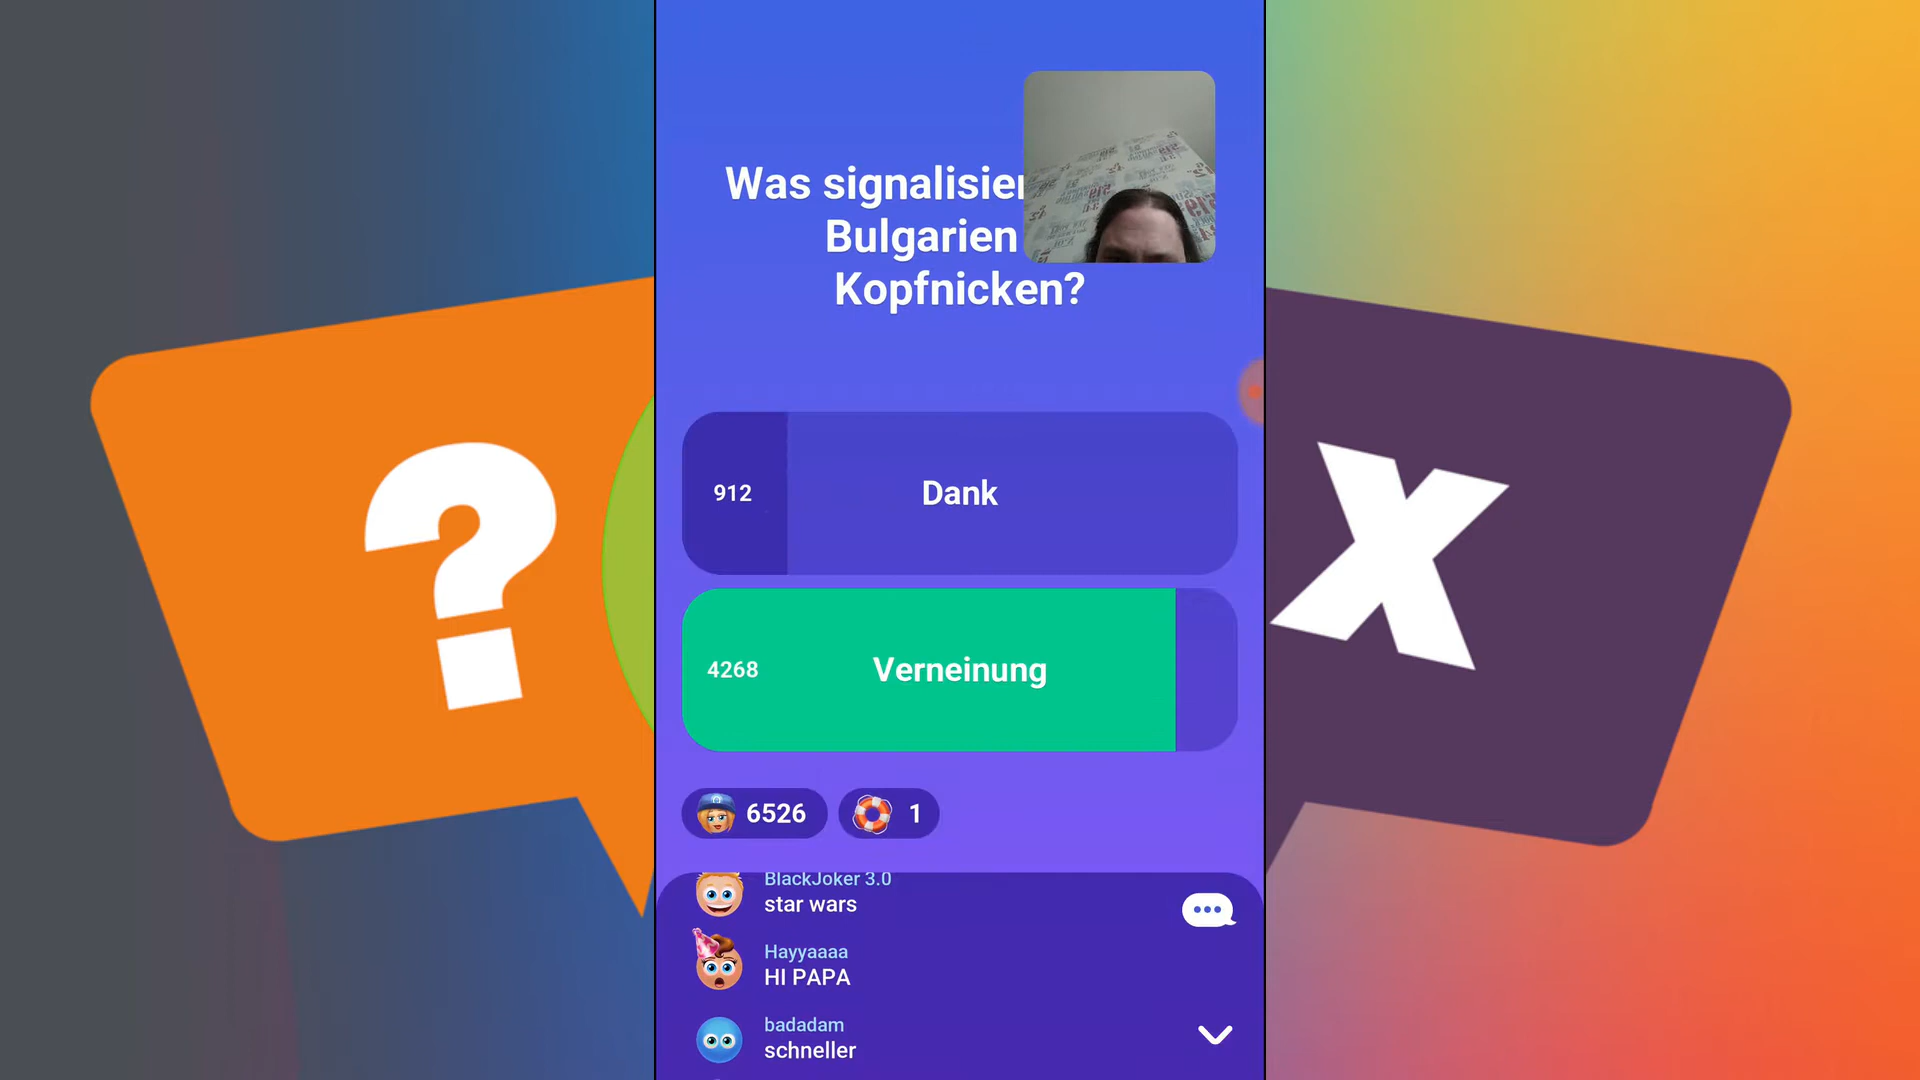 ?
X
Was signalisier
Bulgarien
Kopfnicken?
912
Dank
4268
Verneinung
6526
1
BlackJoker 3.0
star wars
Hayyaaaa
HI PAPA
badadam
schneller